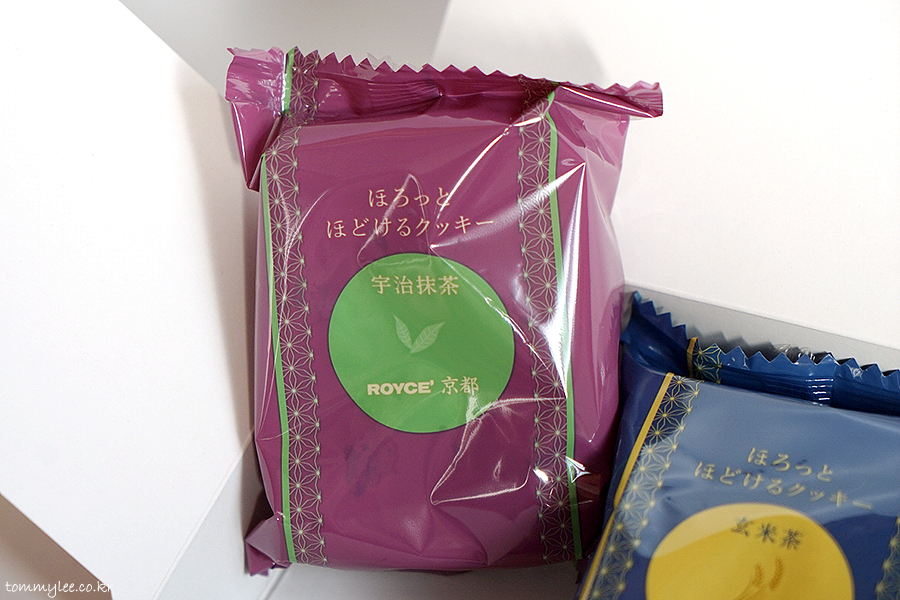 ほろっと
ほどけるクッキー
宇治抹茶
ROYCE' 京都
ほろっと
ほどけるクッキー
玄米茶
tommylee.co.kr